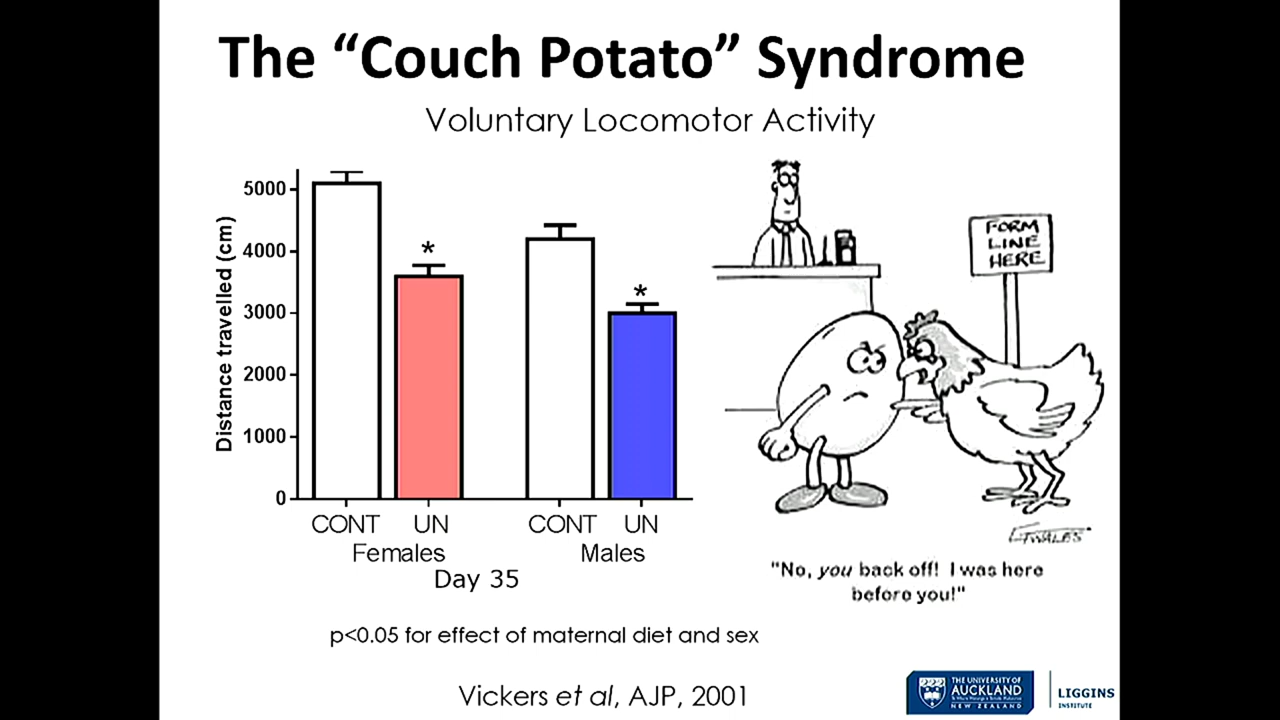 The “Couch Potato” Syndrome
Voluntary Locomotor Activity
Distance travelled (cm)
5000
4000
3000
2000
1000
0
*
*
CONT UN CONT UN
Females Males
Day 35
FORM
LINE
HERE
"No, you back off! I was here
before you!"
p<0.05 for effect of maternal diet and sex
Vickers et al, AJP, 2001
THE UNIVERSITY OF
AUCKLAND
NEW ZEALAND
LIGGINS
INSTITUTE